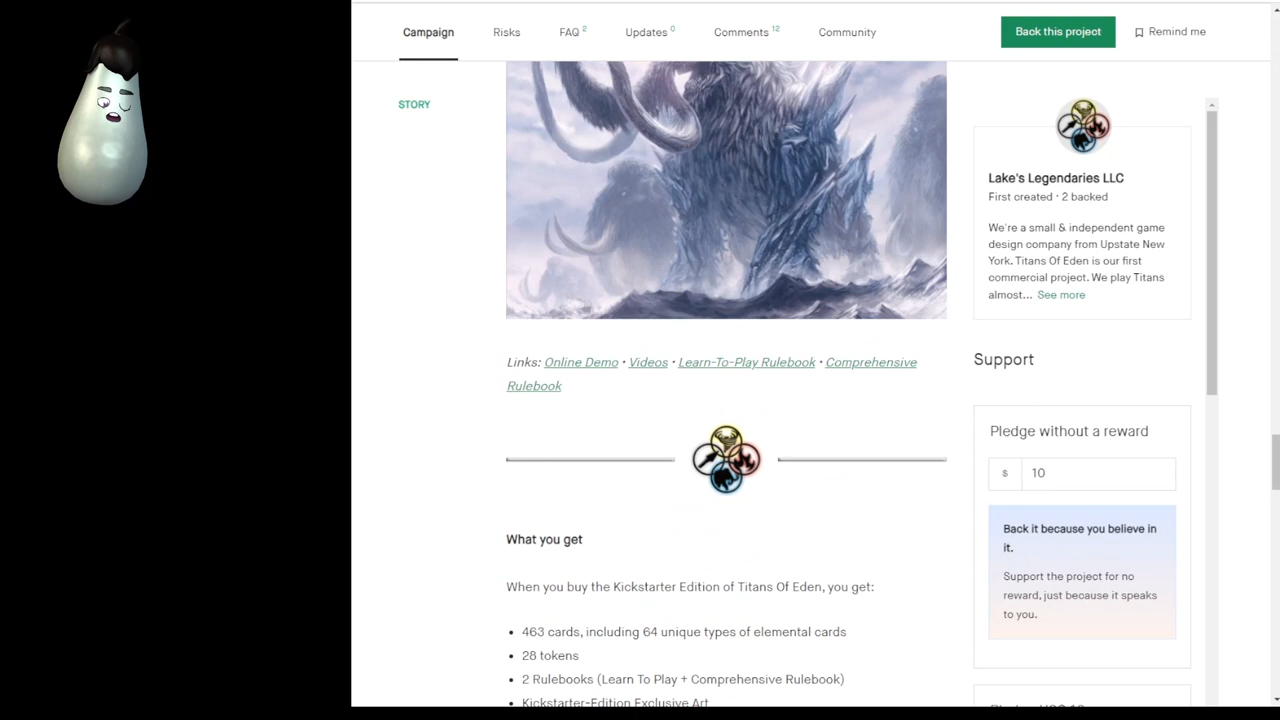 Campaign
Risks
FAQ 2
Updates 0
Comments 12
Community
Back this project
Remind me
STORY
Links: Online Demo • Videos • Learn-To-Play Rulebook • Comprehensive
Rulebook
What you get
When you buy the Kickstarter Edition of Titans Of Eden, you get:
• 463 cards, including 64 unique types of elemental cards
• 28 tokens
• 2 Rulebooks (Learn To Play + Comprehensive Rulebook)
• Kickstarter-Edition Exclusive Art
Lake's Legendaries LLC
First created · 2 backed
We're a small & independent game
design company from Upstate New
York. Titans Of Eden is our first
commercial project. We play Titans
almost... See more
Support
Pledge without a reward
$ 10
Back it because you believe in
it.
Support the project for no
reward, just because it speaks
to you.